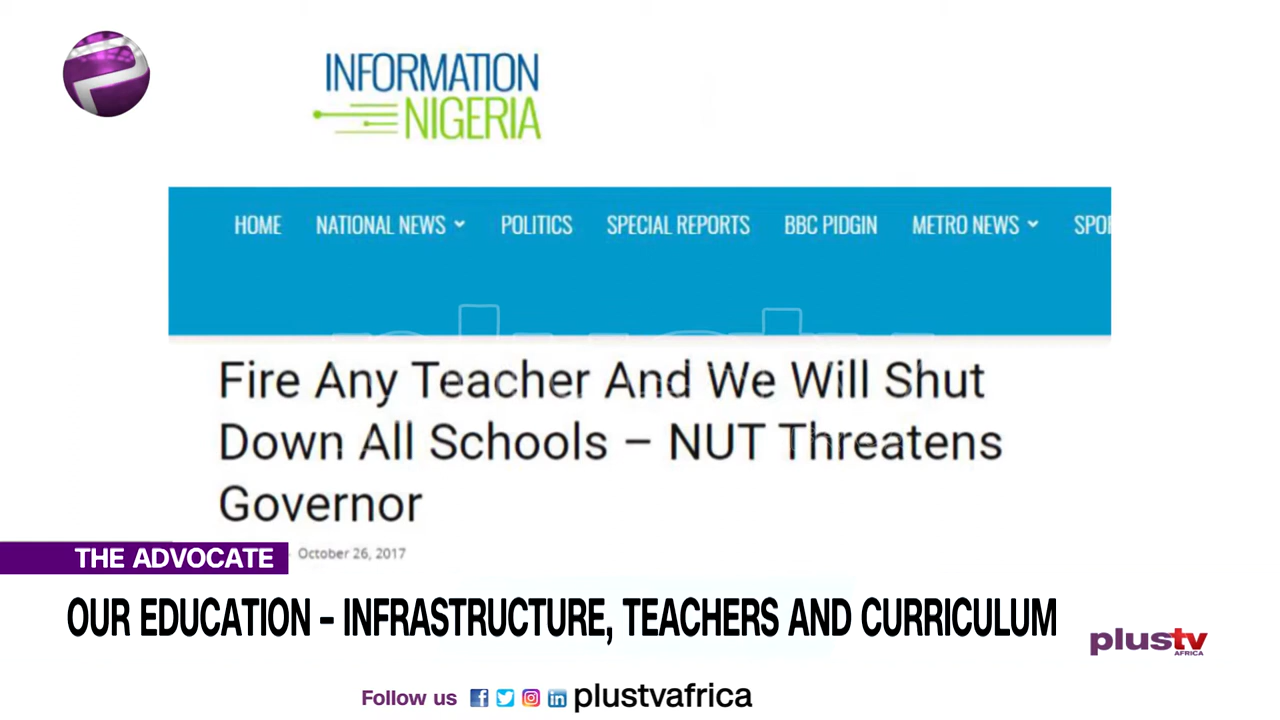 INFORMATION
NIGERIA
HOME NATIONAL NEWS POLITICS SPECIAL REPORTS BBC PIDGIN METRO NEWS SPOR
Fire Any Teacher And We Will Shut
Down All Schools – NUT Threatens
Governor
October 26, 2017
THE ADVOCATE
OUR EDUCATION – INFRASTRUCTURE, TEACHERS AND CURRICULUM
plustv
AFRICA
Follow us plustvafrica